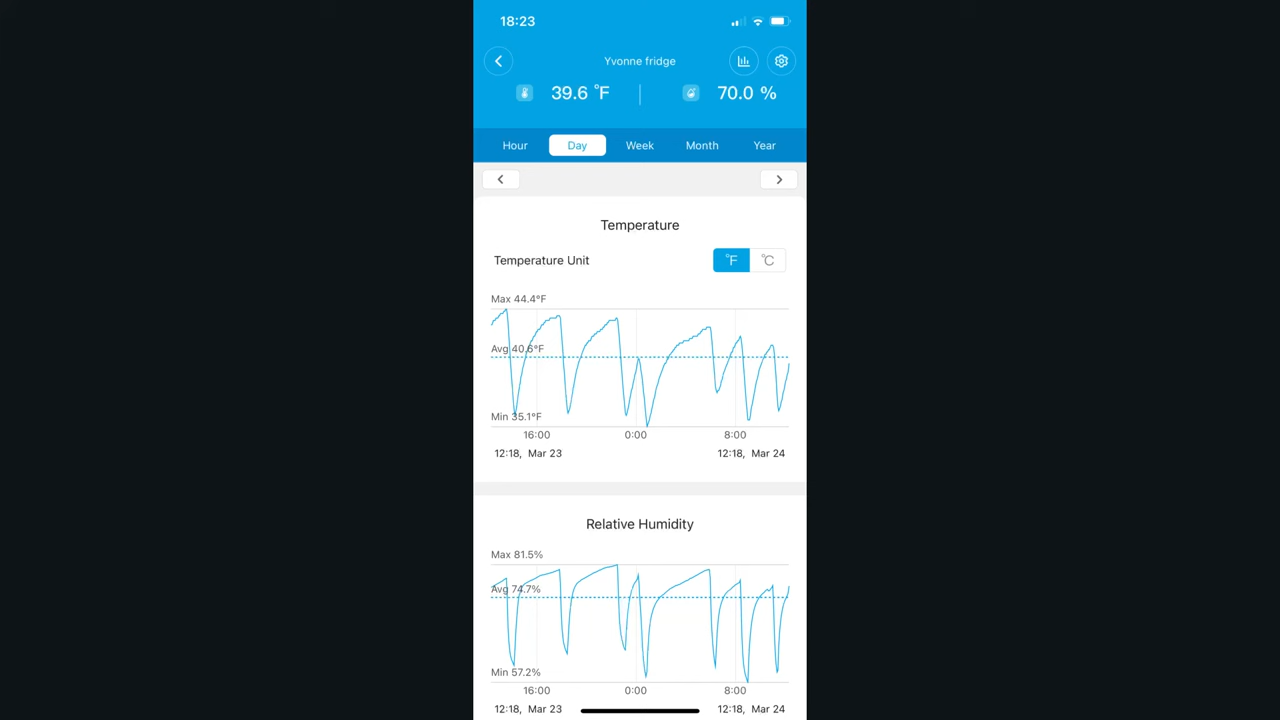 18:23
Yvonne fridge
39.6 °F 70.0 %
Hour Day Week Month Year
Temperature
Temperature Unit °F °C
Max 44.4°F
Avg 40.6°F
Min 35.1°F
16:00 0:00 8:00
12:18, Mar 23 12:18, Mar 24
Relative Humidity
Max 81.5%
Avg 74.7%
Min 57.2%
16:00 0:00 8:00
12:18, Mar 23 12:18, Mar 24